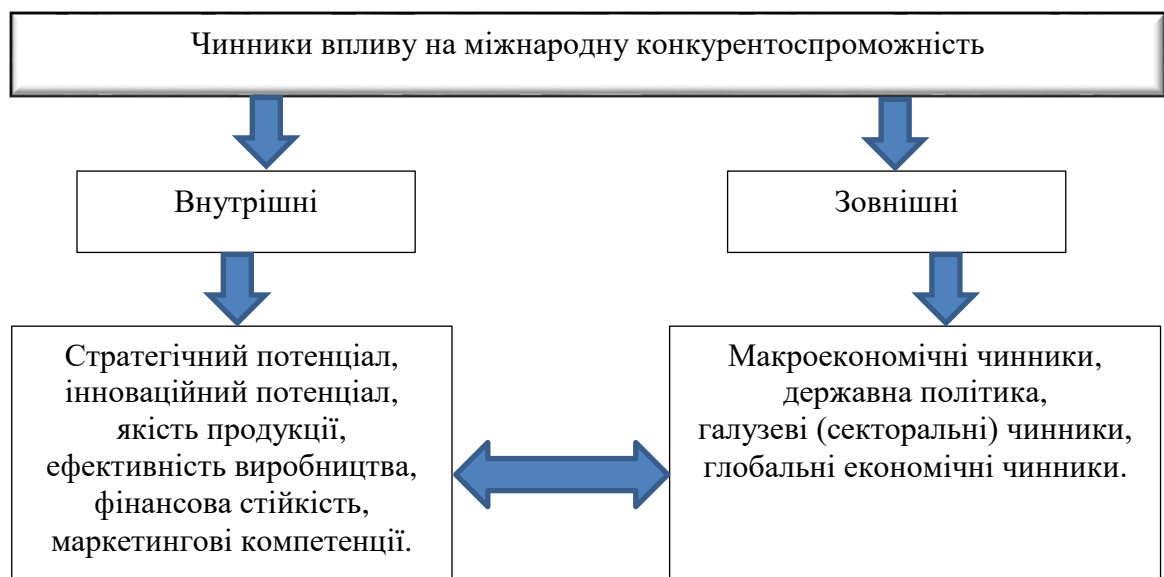 Чинники впливу на міжнародну конкурентоспроможність
Внутрішні
Зовнішні
Стратегічний потенціал,
інноваційний потенціал,
якість продукції,
ефективність виробництва,
фінансова стійкість,
маркетингові компетенції.
Макроекономічні чинники,
державна політика,
галузеві (секторальні) чинники,
глобальні економічні чинники.